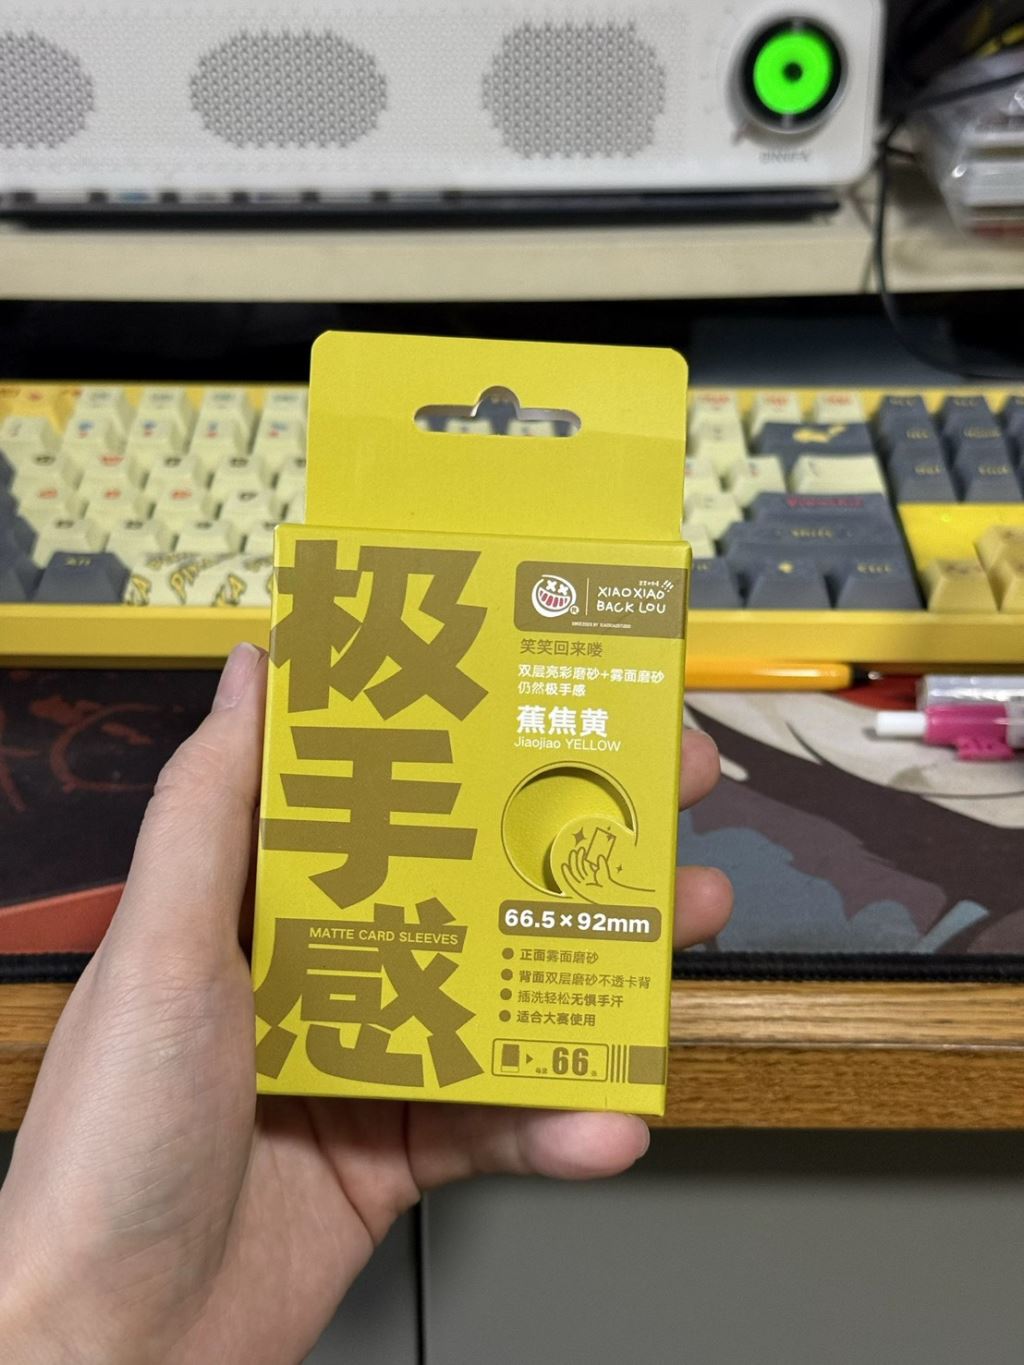 极手感
MATTE CARD SLEEVES
XIAOXIAO
BACK LOU
笑笑回来喽
双层亮彩磨砂+雾面磨砂
仍然极手感
蕉焦黄
Jiaojiao YELLOW
66.5×92mm
正面雾面磨砂
背面双层磨砂不透卡背
插洗轻松无惧手汗
适合大赛使用
66